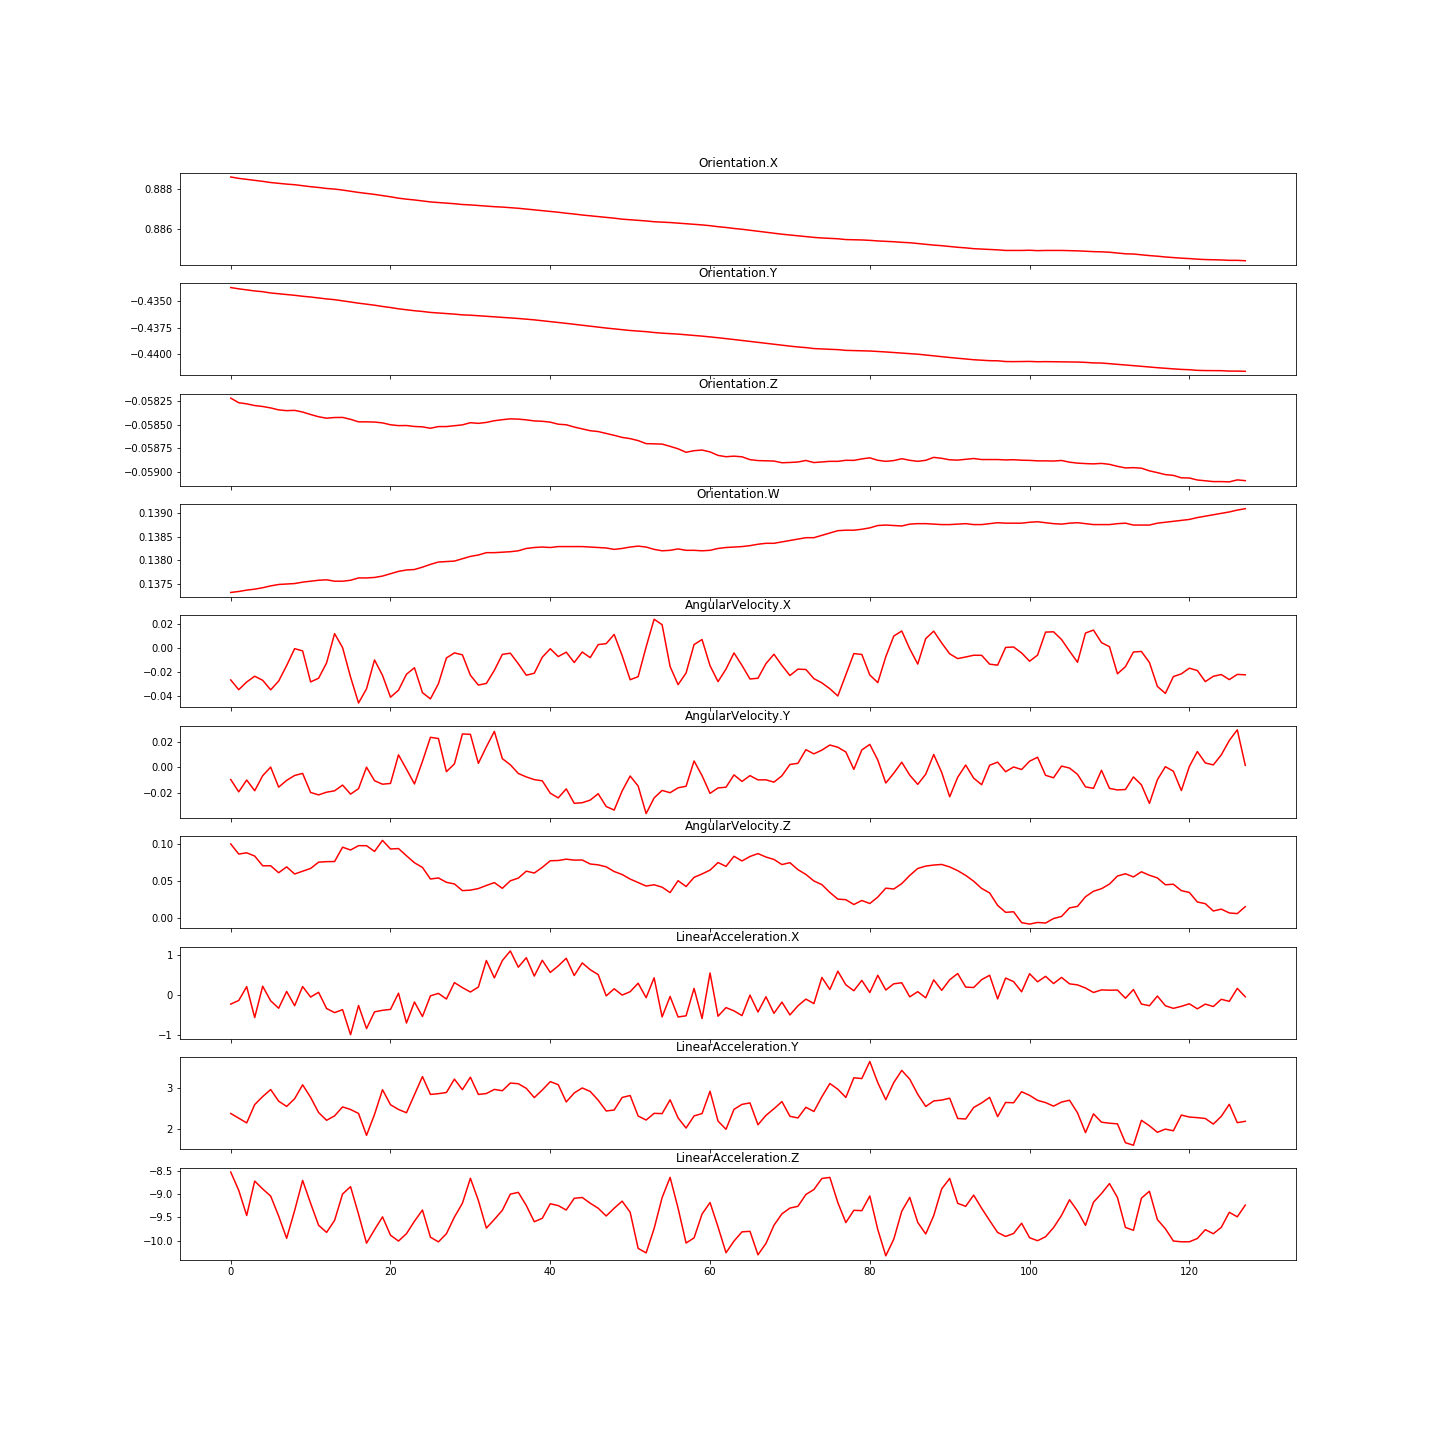 Orientation.X
0.888
0.886
Orientation.Y
−0.4350
−0.4375
−0.4400
Orientation.Z
−0.05825
−0.05850
−0.05875
−0.05900
Orientation.W
0.1390
0.1385
0.1380
0.1375
AngularVelocity.X
0.02
0.00
−0.02
−0.04
AngularVelocity.Y
0.02
0.00
−0.02
AngularVelocity.Z
0.10
0.05
0.00
LinearAcceleration.X
1
0
−1
LinearAcceleration.Y
3
2
LinearAcceleration.Z
−8.5
−9.0
−9.5
−10.0
0 20 40 60 80 100 120